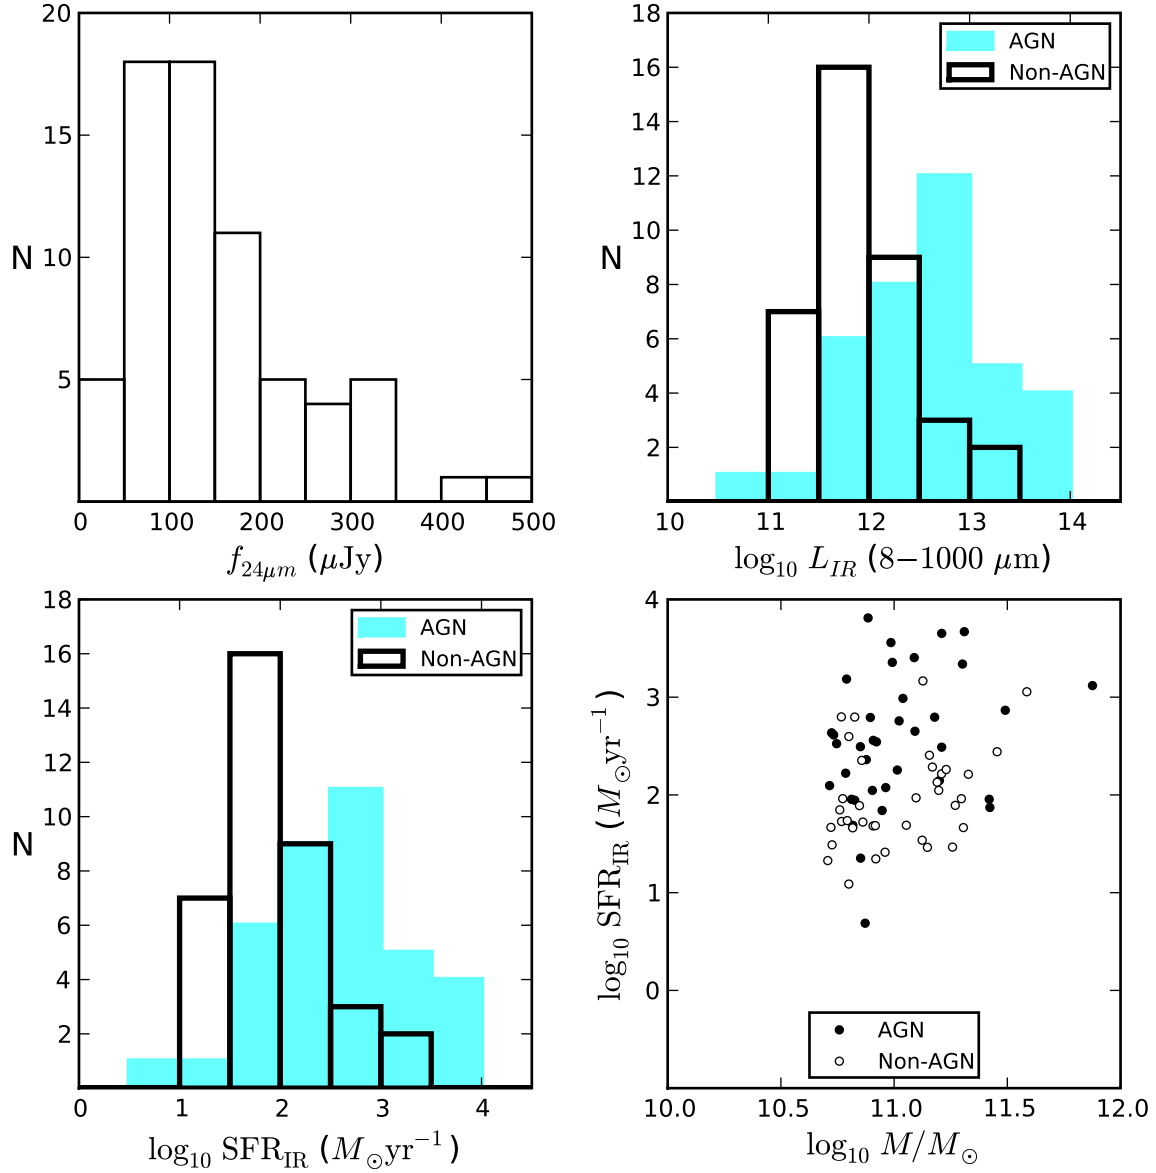 20
15
N 10
5
0 100 200 300 400 500
f₂₄μm (μJy)
18
16
14
12
N 10
8
6
4
2
10 11 12 13 14
log₁₀ L_IR (8−1000 μm)
AGN
Non-AGN
18
16
14
12
10
N
8
6
4
2
0 1 2 3 4
log₁₀ SFR_IR (M⊙yr⁻¹)
AGN
Non-AGN
4
3
2
1
0
log₁₀ SFR_IR (M⊙yr⁻¹)
AGN
Non-AGN
10.0 10.5 11.0 11.5 12.0
log₁₀ M/M⊙